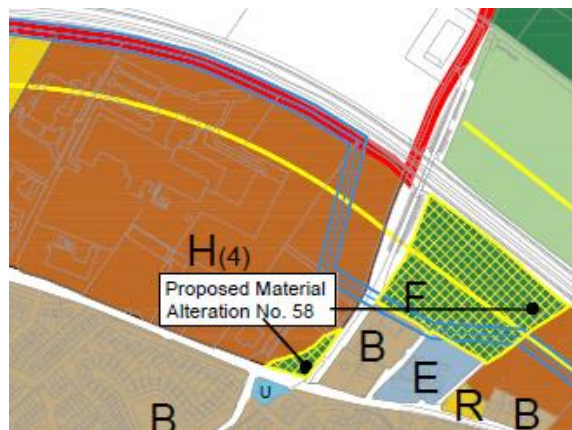 H(4)
Proposed Material
Alteration No. 58
F
B
E
U
R
B
B